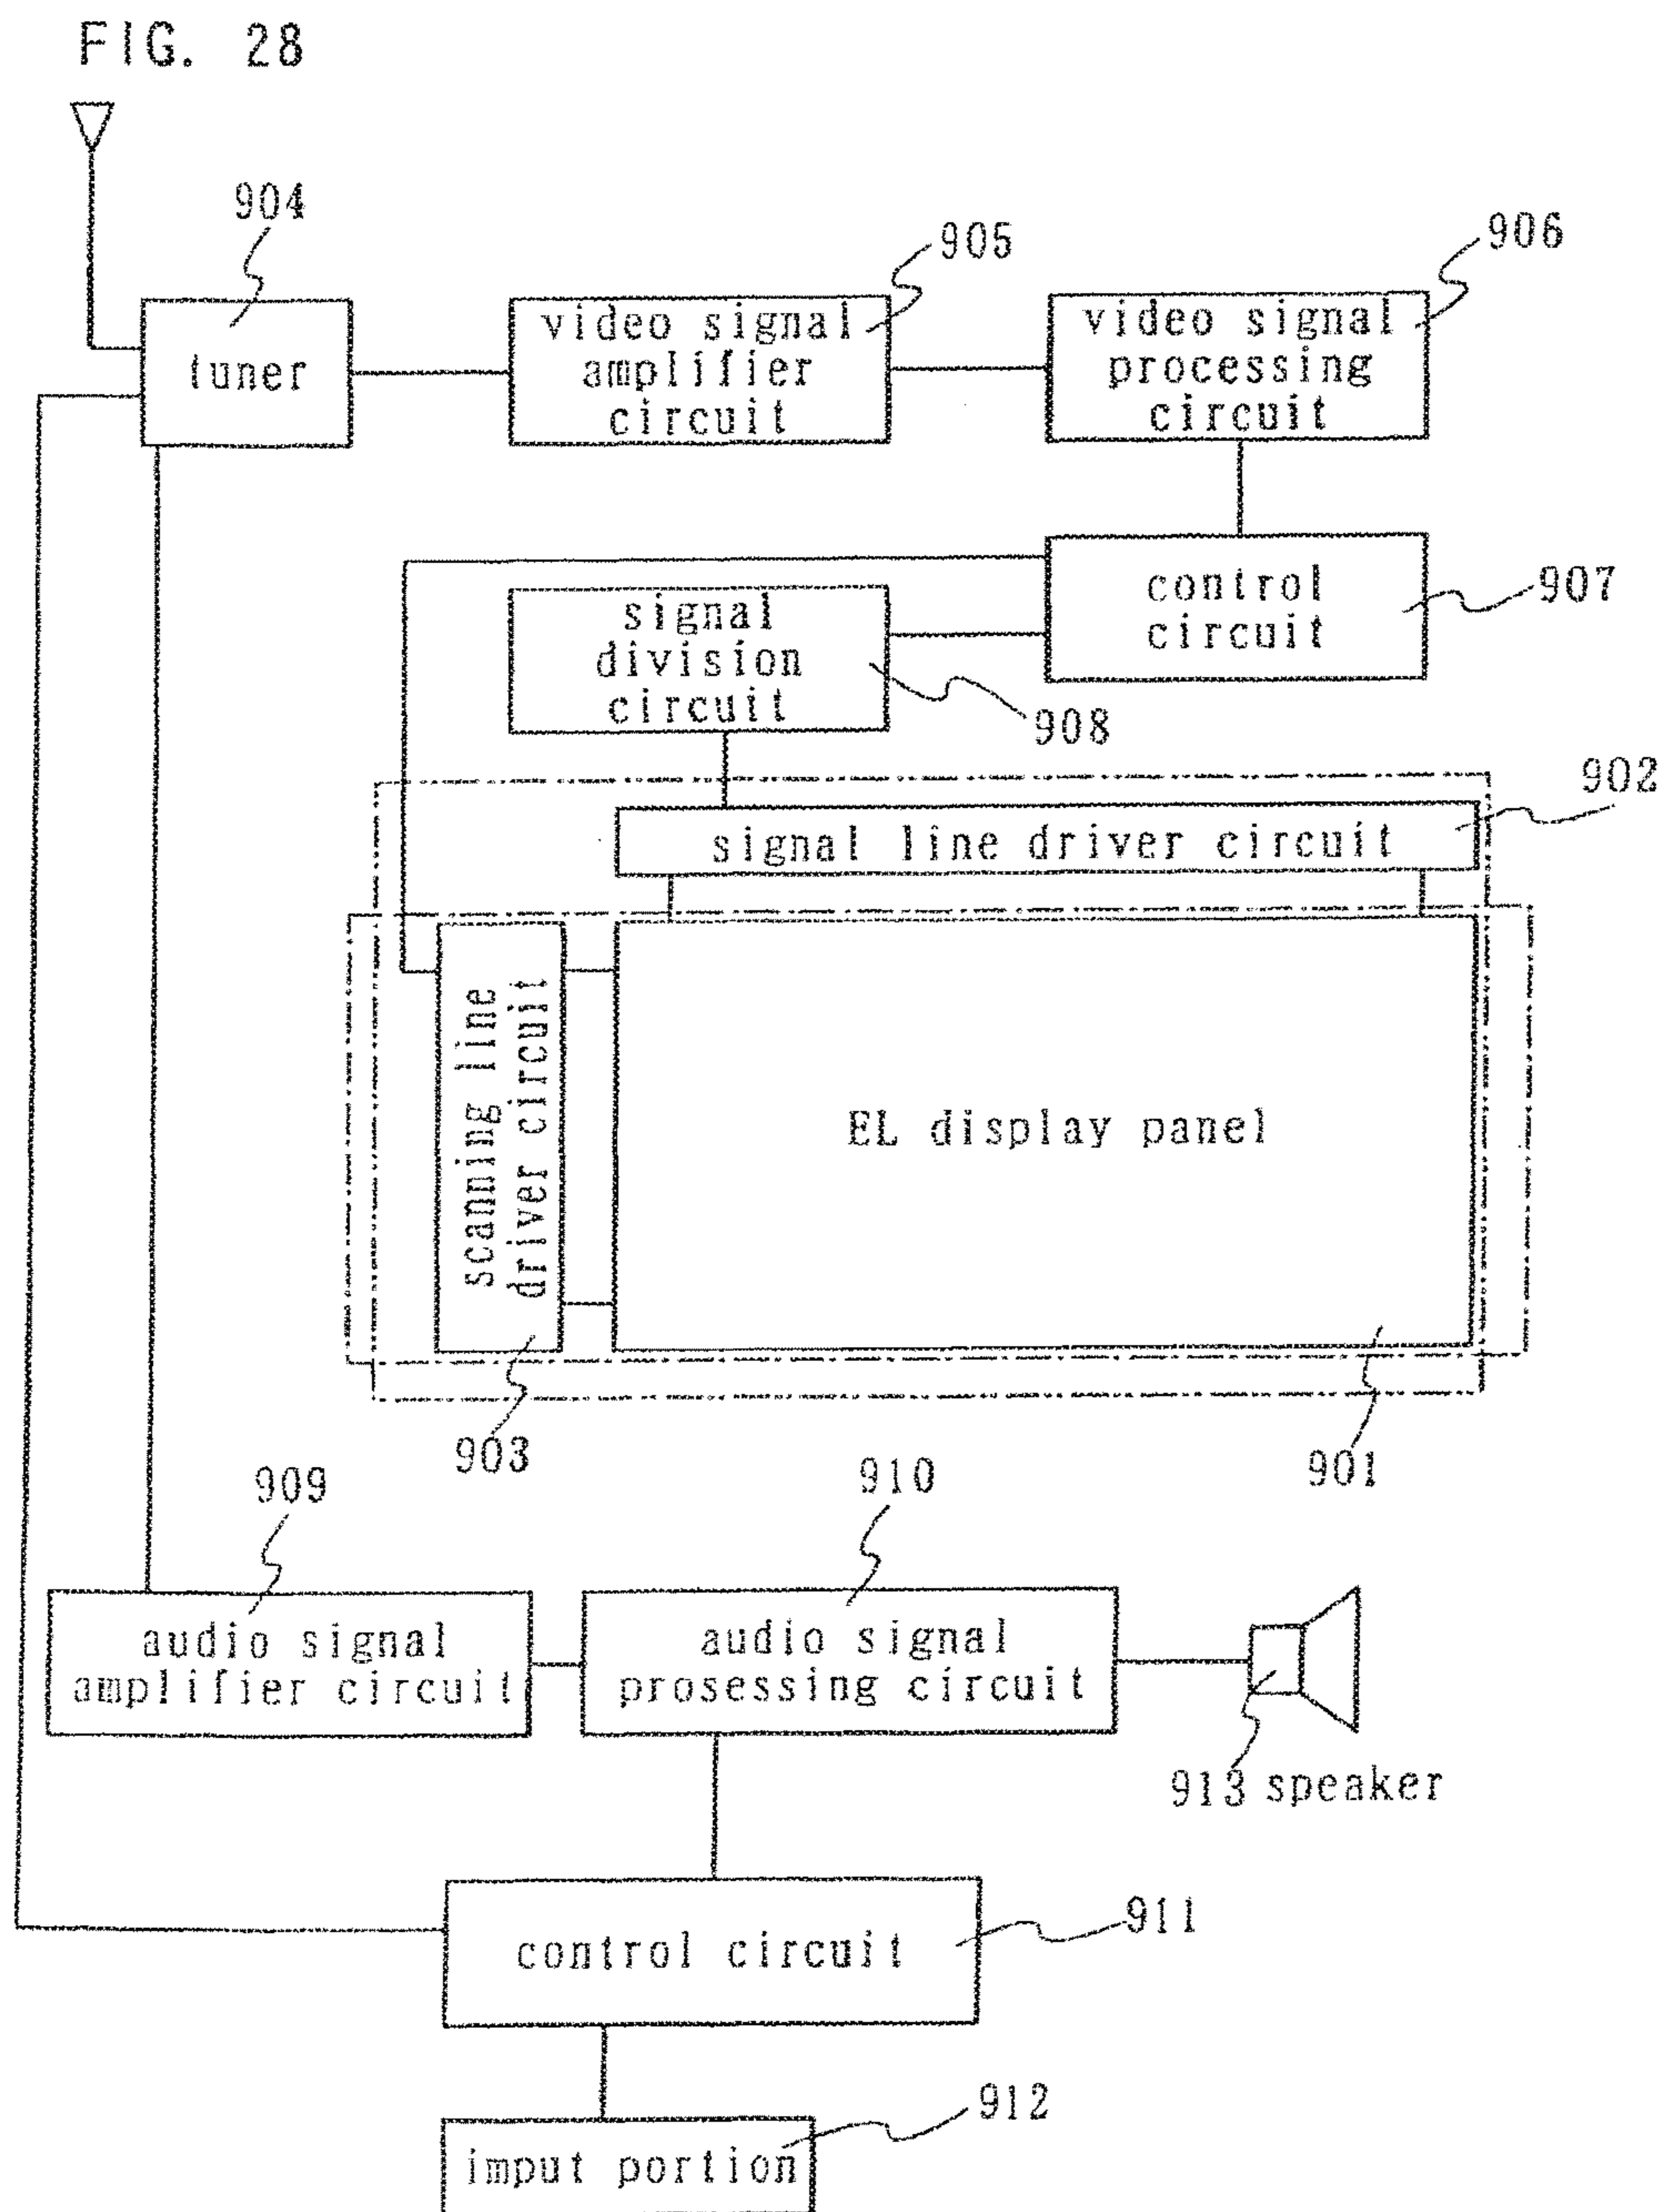 FIG. 28
904
905
906
tuner
video signal
amplifier
circuit
video signal
processing
circuit
control
circuit
907
signal
division
circuit
908
902
signal line driver circuit
scanning line
driver circuit
EL display panel
903
901
909
910
audio signal
amplifier circuit
audio signal
prosessing circuit
913 speaker
control circuit
911
912
imput portion